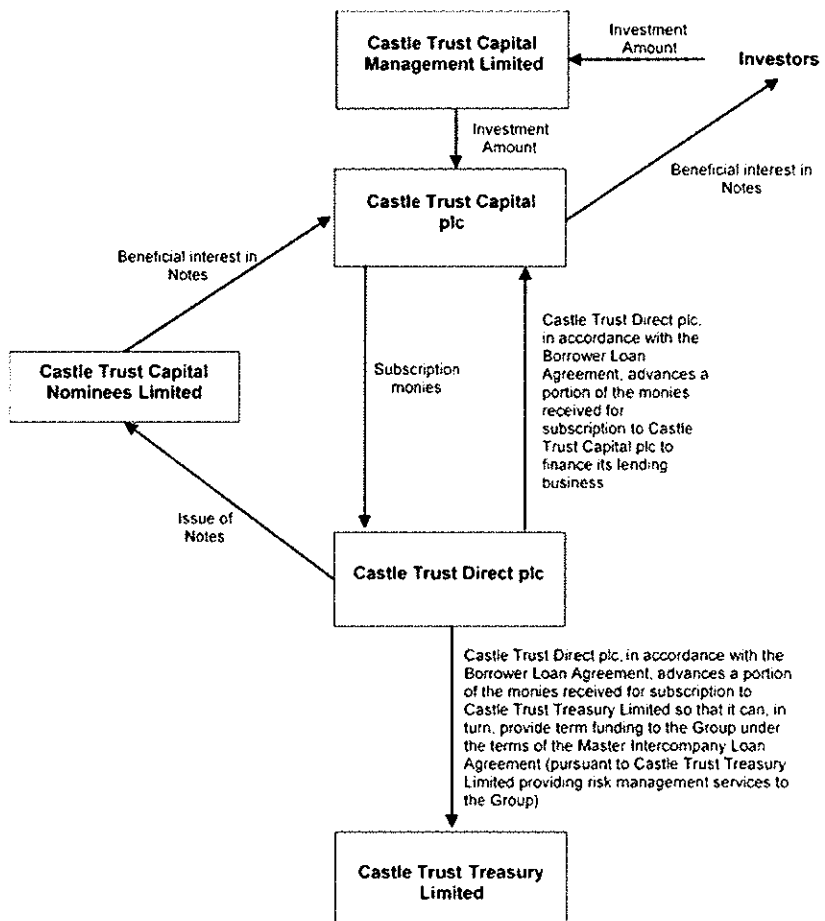 Castle Trust Capital
Management Limited
Investment
Amount
Investors
Investment
Amount
Castle Trust Capital
plc
Beneficial interest in
Notes
Beneficial interest in
Notes
Castle Trust Capital
Nominees Limited
Subscription
monies
Castle Trust Direct plc,
in accordance with the
Borrower Loan
Agreement, advances a
portion of the monies
received for
subscription to Castle
Trust Capital plc to
finance its lending
business
Issue of
Notes
Castle Trust Direct plc
Castle Trust Direct plc, in accordance with the
Borrower Loan Agreement, advances a portion
of the monies received for subscription to
Castle Trust Treasury Limited so that it can, in
turn, provide term funding to the Group under
the terms of the Master Intercompany Loan
Agreement (pursuant to Castle Trust Treasury
Limited providing risk management services to
the Group)
Castle Trust Treasury
Limited